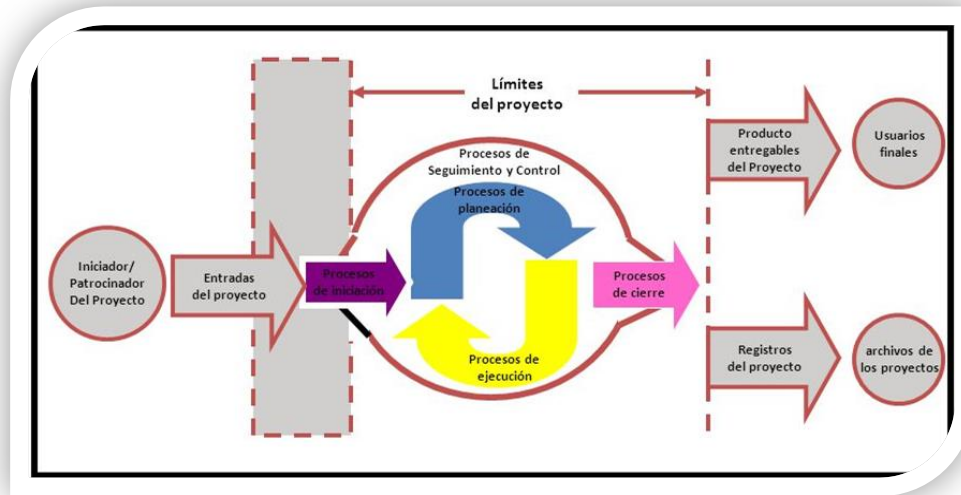 Límites
del proyecto
Procesos de
Seguimiento y Control
Procesos de
planeación
Iniciador/
Patrocinador
Del Proyecto
Entradas
del proyecto
Procesos
de iniciación
Procesos
de cierre
Procesos de
ejecución
Producto
entregables
del Proyecto
Usuarios
finales
Registros
del proyecto
archivos de
los proyectos